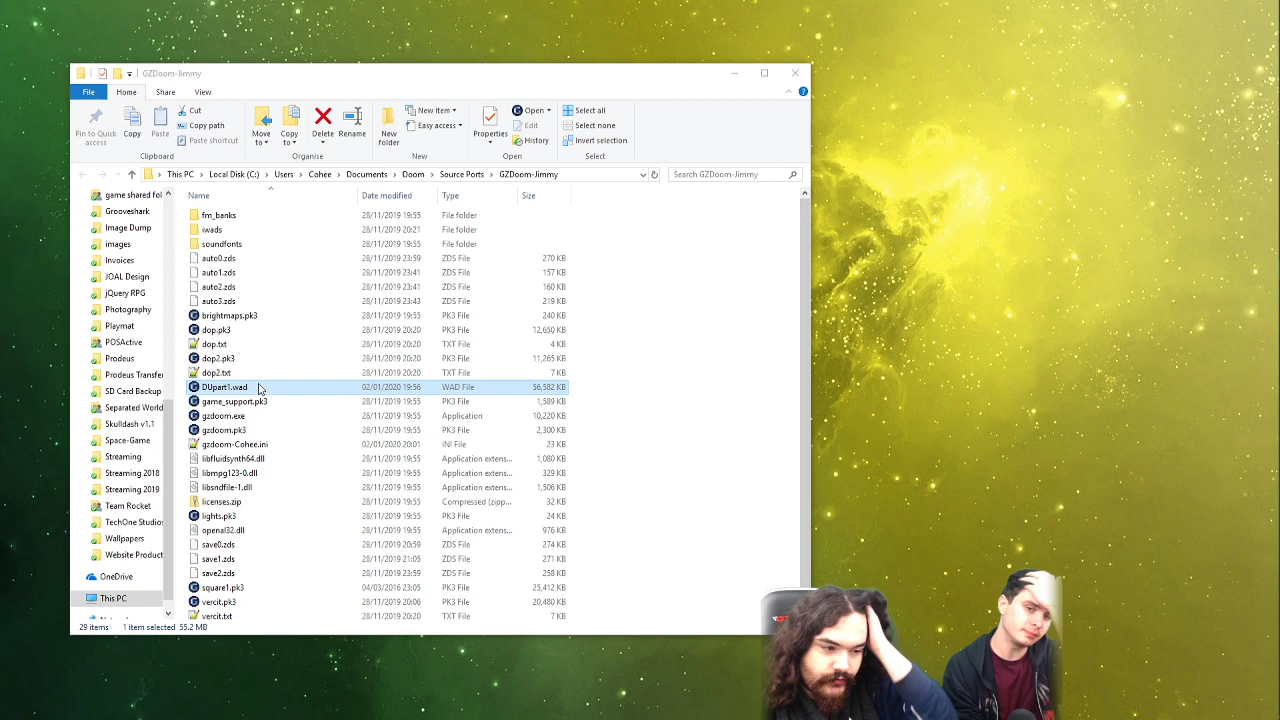 GZDoom-Jimmy
File Home Share View
Pin to Quick access
Copy
Paste
Cut
Copy path
Paste shortcut
Clipboard
Move to
Copy to
Delete
Rename
Organise
New folder
New item
Easy access
New
Properties
Open
Edit
History
Open
Select all
Select none
Invert selection
Select
This PC > Local Disk (C:) > Users > Cohee > Documents > Doom > Source Ports > GZDoom-Jimmy
Search GZDoom-Jimmy
game shared fol
Grooveshark
Image Dump
images
Invoices
JOAL Design
jQuery RPG
Photography
Playmat
POSActive
Prodeus
Prodeus Transfer
SD Card Backup
Separated World
Skulldash v1.1
Space-Game
Streaming
Streaming 2018
Streaming 2019
Team Rocket
TechOne Studios
Wallpapers
Website Product
OneDrive
This PC
Name Date modified Type Size
fm_banks 28/11/2019 19:55 File folder
iwads 28/11/2019 20:21 File folder
soundfonts 28/11/2019 19:55 File folder
auto0.zds 28/11/2019 23:59 ZDS File 270 KB
auto1.zds 28/11/2019 23:41 ZDS File 157 KB
auto2.zds 28/11/2019 23:41 ZDS File 160 KB
auto3.zds 28/11/2019 23:43 ZDS File 219 KB
brightmaps.pk3 28/11/2019 19:55 PK3 File 240 KB
dop.pk3 28/11/2019 20:20 PK3 File 12,650 KB
dop.txt 28/11/2019 20:20 TXT File 4 KB
dop2.pk3 28/11/2019 20:20 PK3 File 11,265 KB
dop2.txt 28/11/2019 20:20 TXT File 7 KB
DUpart1.wad 02/01/2020 19:56 WAD File 56,582 KB
game_support.pk3 28/11/2019 19:55 PK3 File 1,589 KB
gzdoom.exe 28/11/2019 19:55 Application 10,220 KB
gzdoom.pk3 28/11/2019 19:55 PK3 File 2,300 KB
gzdoom-Cohee.ini 02/01/2020 20:01 INI File 23 KB
libfluidsynth64.dll 28/11/2019 19:55 Application extens... 1,080 KB
libmpg123-0.dll 28/11/2019 19:55 Application extens... 329 KB
libsndfile-1.dll 28/11/2019 19:55 Application extens... 1,506 KB
licenses.zip 28/11/2019 19:55 Compressed (zipp... 32 KB
lights.pk3 28/11/2019 19:55 PK3 File 4 KB
openal32.dll 28/11/2019 19:55 Application extens... 976 KB
save0.zds 28/11/2019 20:59 ZDS File 274 KB
save1.zds 28/11/2019 21:05 ZDS File 271 KB
save2.zds 28/11/2019 23:59 ZDS File 258 KB
square1.pk3 04/03/2016 23:05 PK3 File 25,412 KB
vercit.pk3 28/11/2019 20:06 PK3 File 20,480 KB
vercit.txt 28/11/2019 20:20 TXT File 7 KB
29 items 1 item selected 55.2 MB